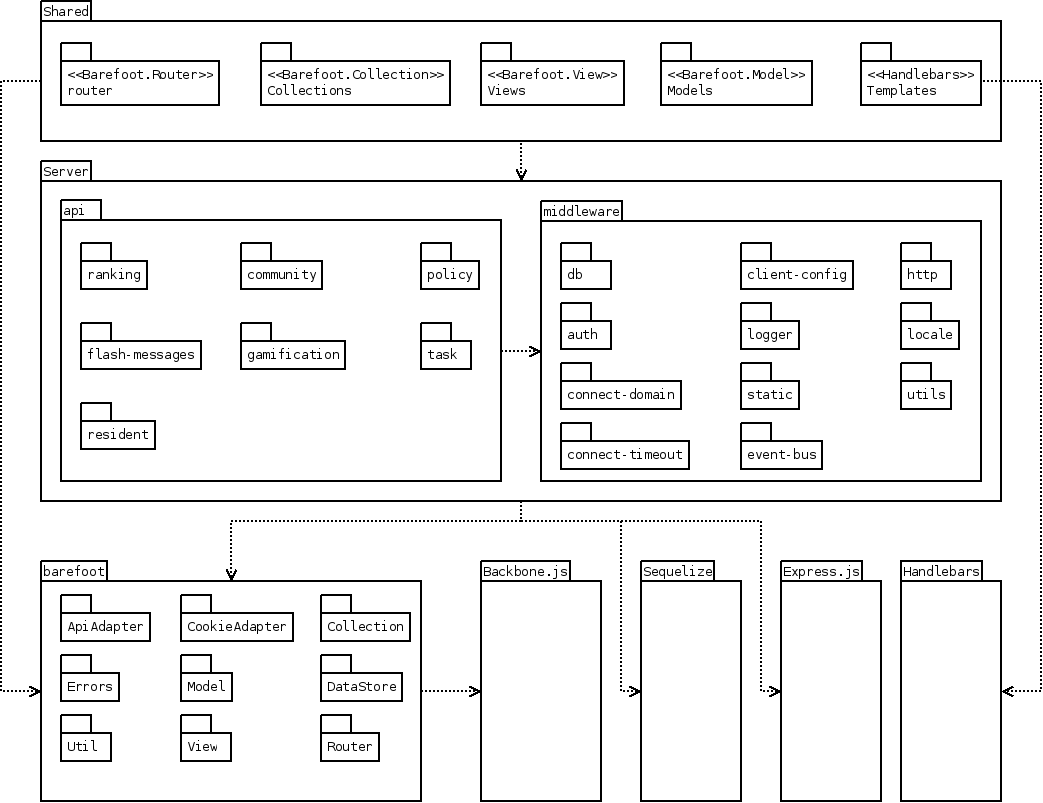 Shared
<<Barefoot.Router>>
router
<<Barefoot.Collection>>
Collections
<<Barefoot.View>>
Views
<<Barefoot.Model>>
Models
<<Handlebars>>
Templates
Server
api
middleware
ranking
community
policy
flash-messages
gamification
task
resident
db
client-config
http
auth
logger
locale
connect-domain
static
utils
connect-timeout
event-bus
barefoot
Backbone.js
Sequelize
Express.js
Handlebars
ApiAdapter
CookieAdapter
Collection
Errors
Model
DataStore
Util
View
Router